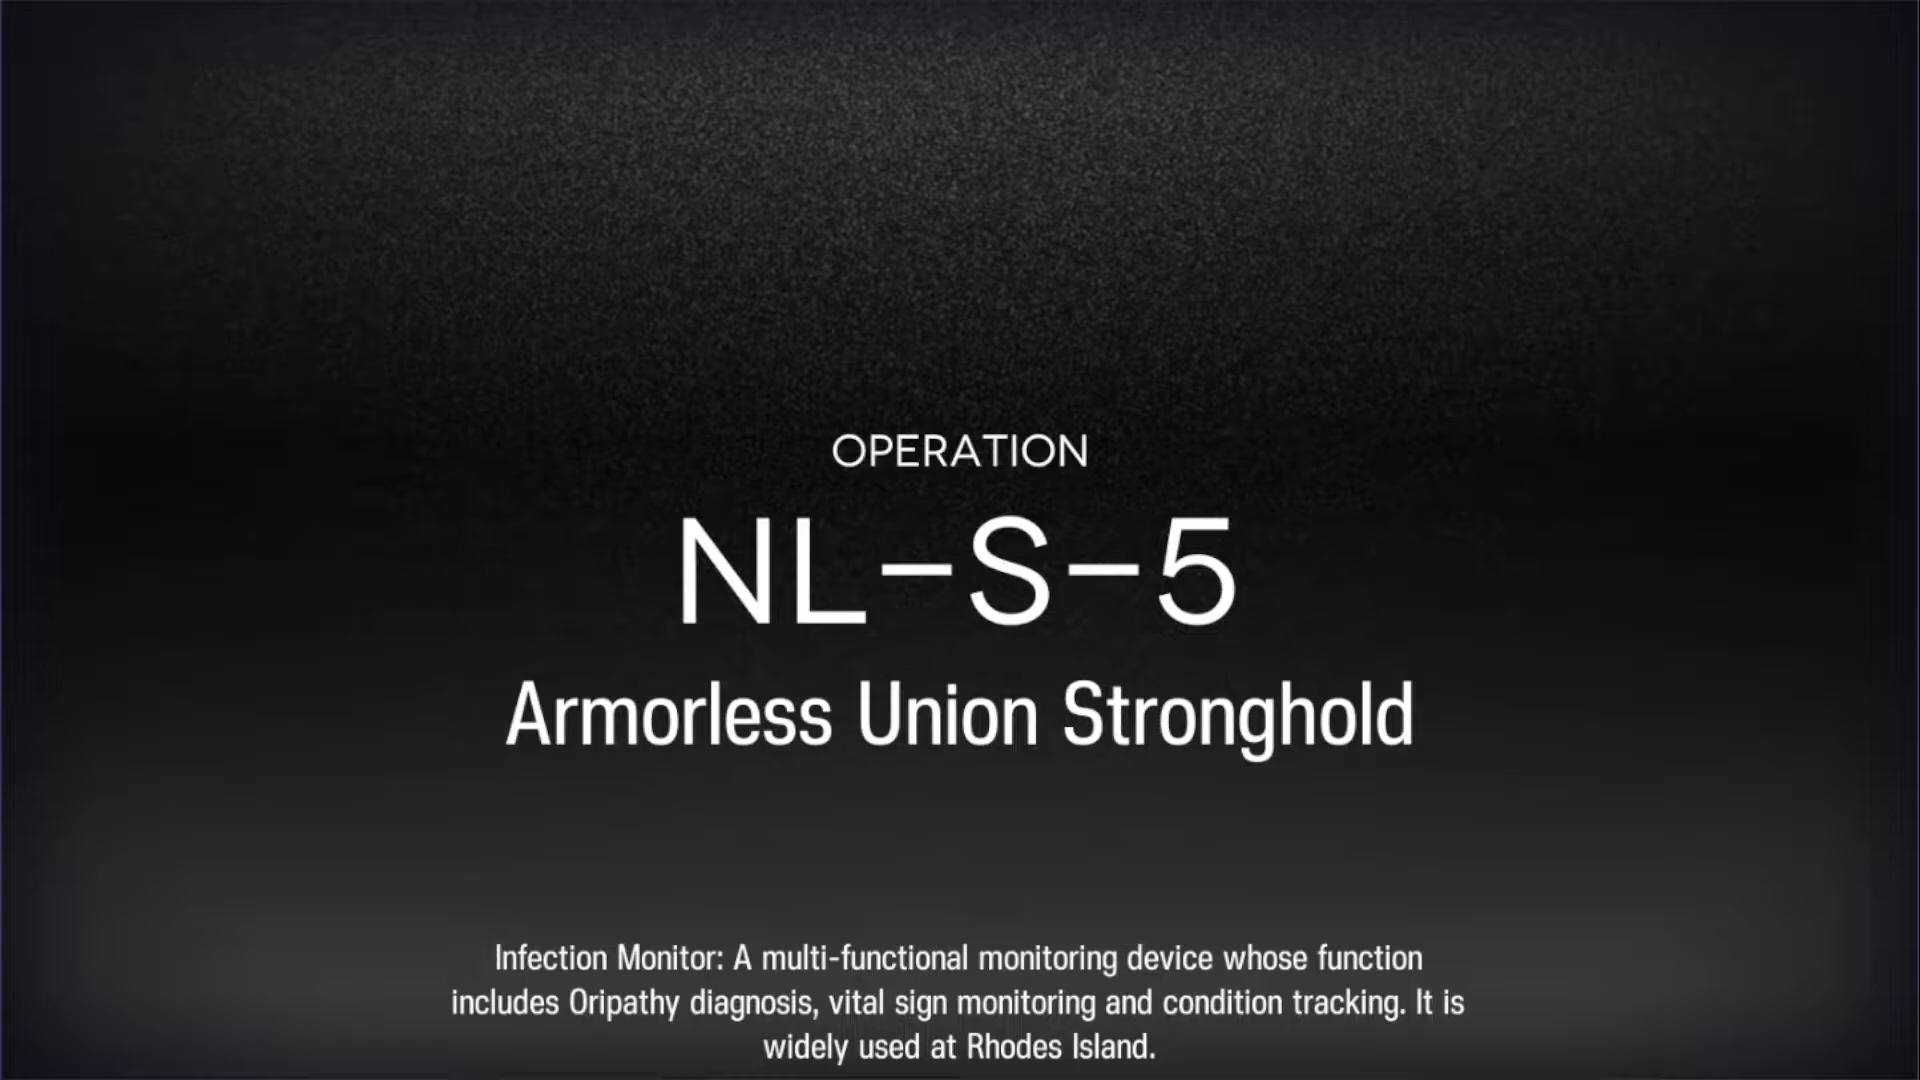 OPERATION
NL-S-5
Armorless Union Stronghold
Infection Monitor: A multi-functional monitoring device whose function
includes Oripathy diagnosis, vital sign monitoring and condition tracking. It is
widely used at Rhodes Island.